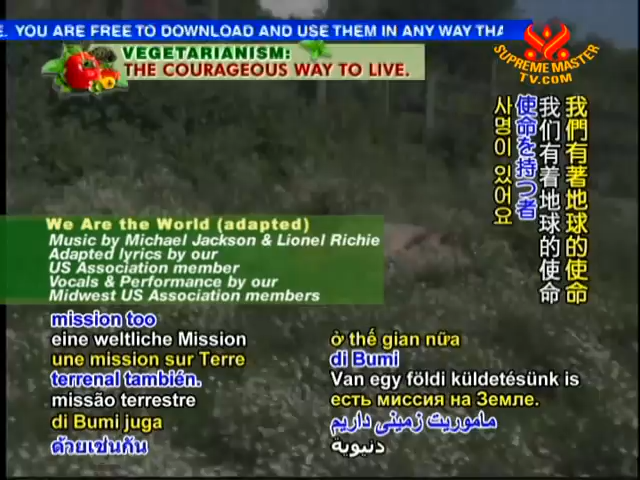 E. YOU ARE FREE TO DOWNLOAD AND USE THEM IN ANY WAY THA
VEGETARIANISM:
THE COURAGEOUS WAY TO LIVE.
SUPREME MASTER
TV.COM
我們有著地球的使命
我们有着地球的使命
使命を持つ者
사명이 있어요
We Are the World (adapted)
Music by Michael Jackson & Lionel Richie
Adapted lyrics by our
US Association member
Vocals & Performance by our
Midwest US Association members
mission too
eine weltliche Mission
une mission sur Terre
terrenal también.
missão terrestre
di Bumi juga
ด้วยเช่นกัน
ở thế gian nữa
di Bumi
Van egy földi küldetésünk is
есть миссия на Земле.
ماموریت زمینی داریم
دنيوية